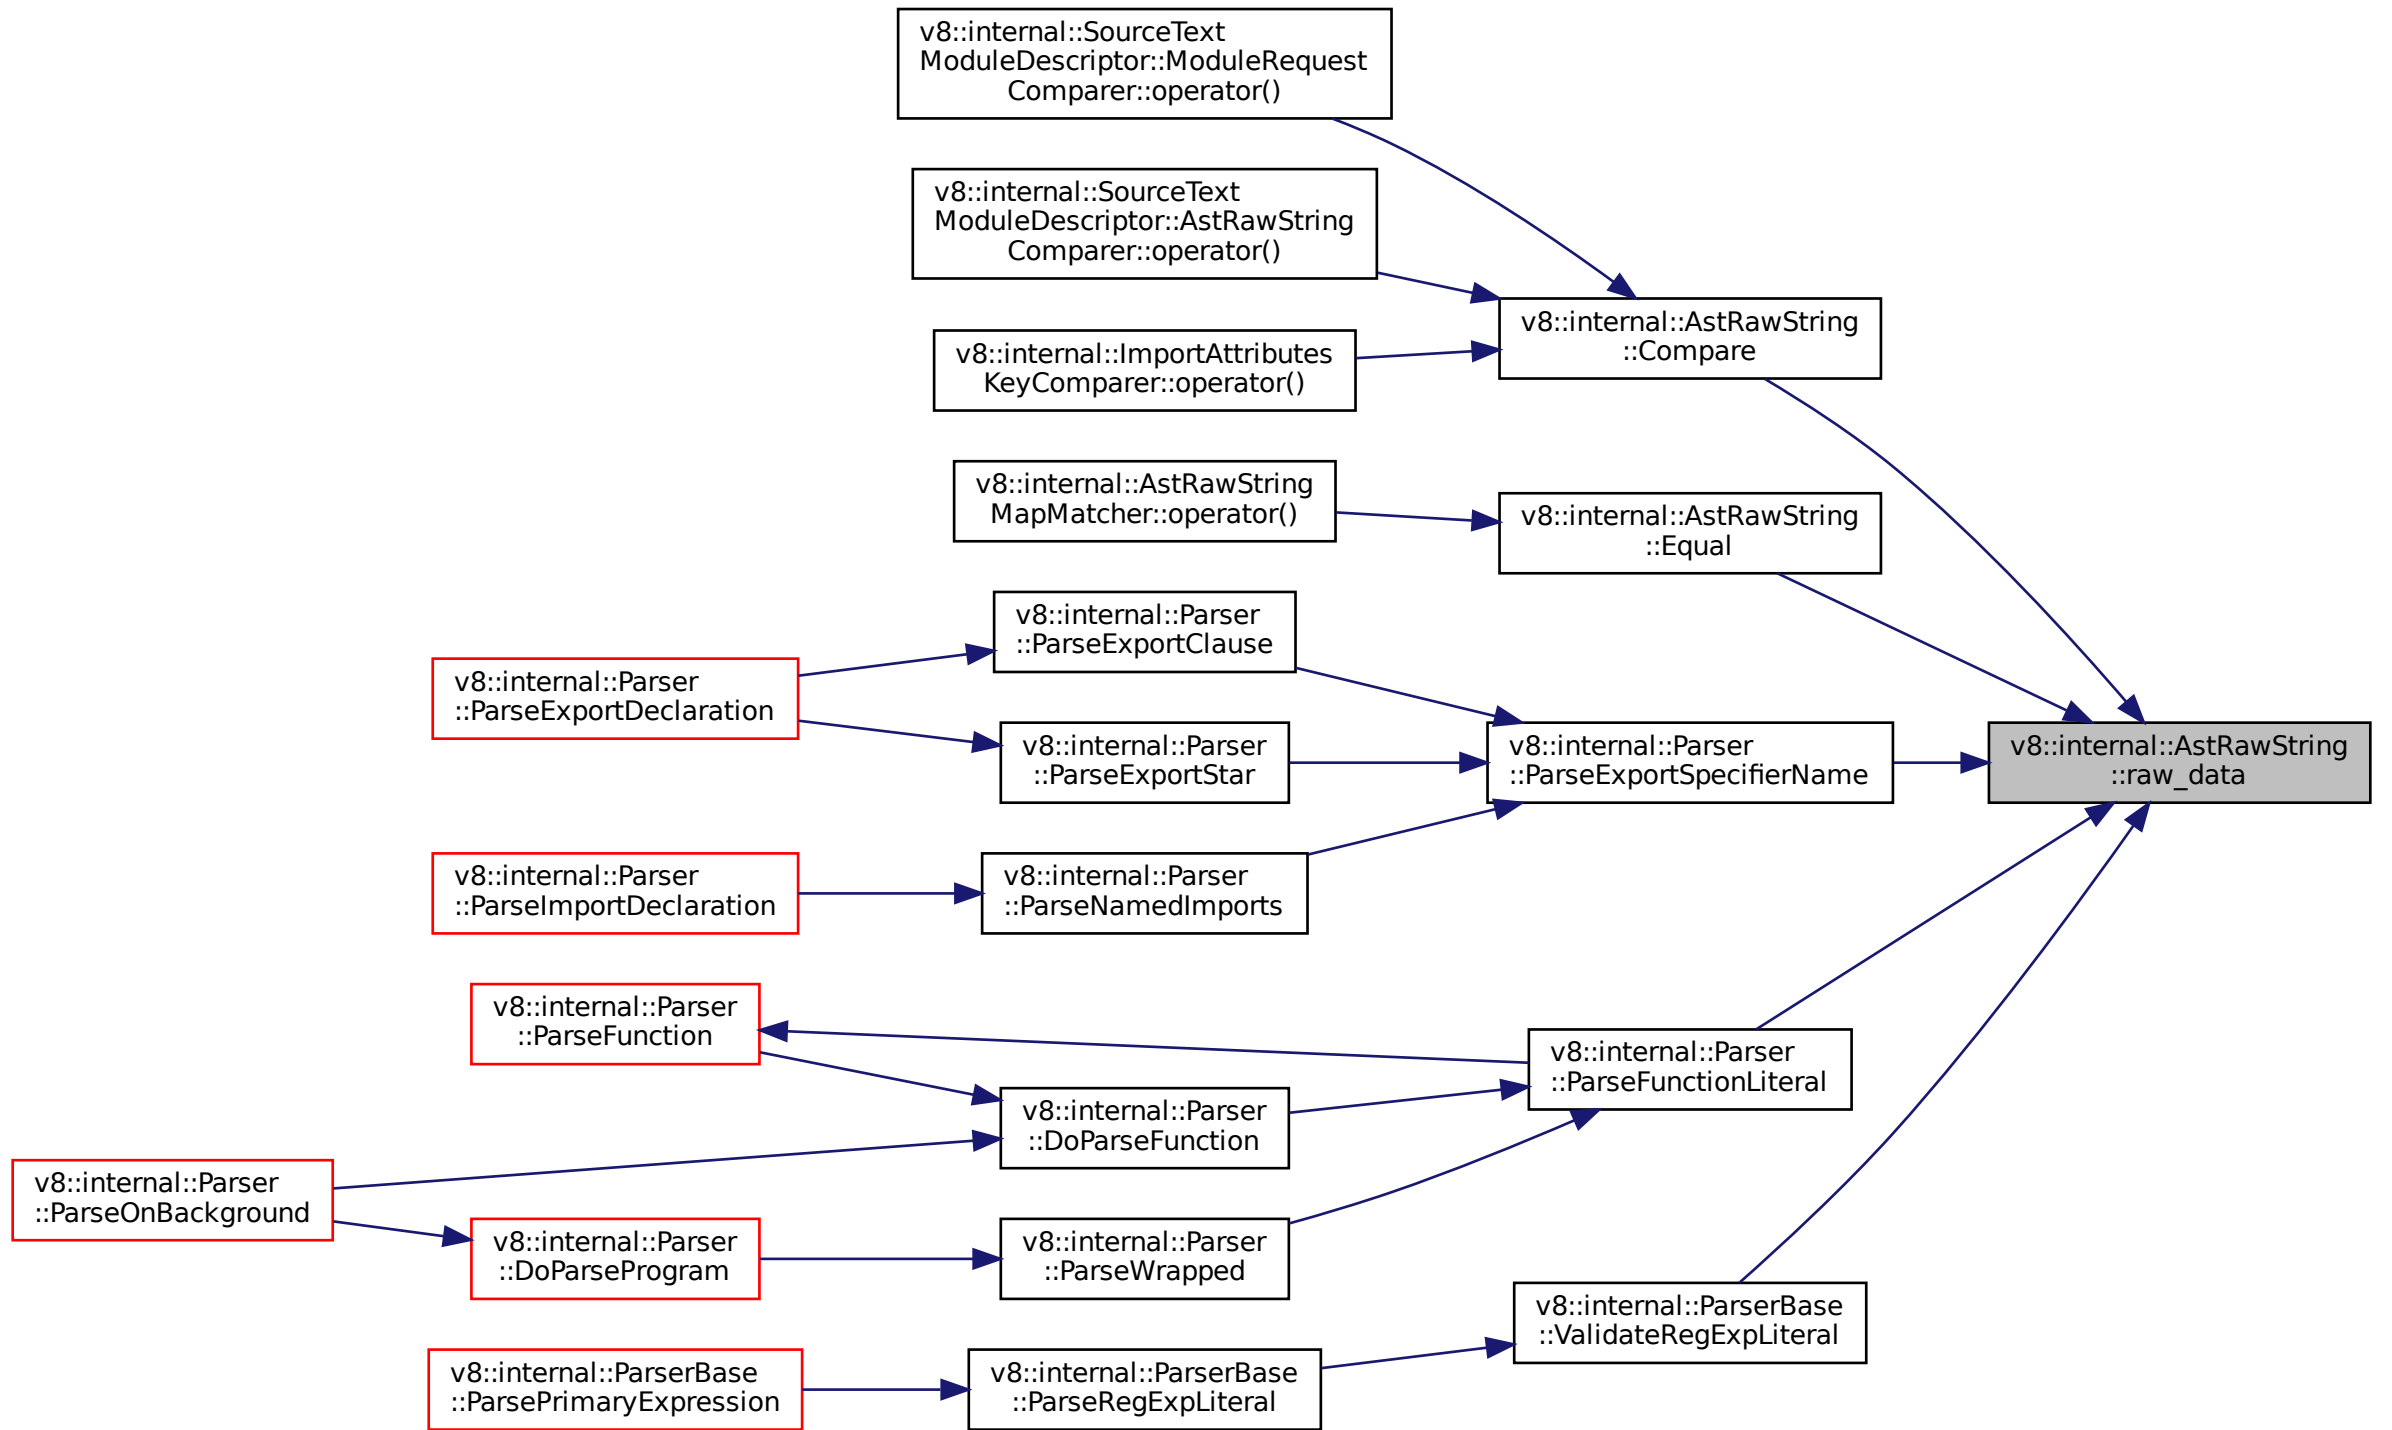 v8::internal::SourceText
ModuleDescriptor::ModuleRequest
Comparer::operator()
v8::internal::SourceText
ModuleDescriptor::AstRawString
Comparer::operator()
v8::internal::AstRawString
::Compare
v8::internal::ImportAttributes
KeyComparer::operator()
v8::internal::AstRawString
MapMatcher::operator()
v8::internal::AstRawString
::Equal
v8::internal::Parser
::ParseExportClause
v8::internal::Parser
::ParseExportDeclaration
v8::internal::Parser
::ParseExportStar
v8::internal::Parser
::ParseExportSpecifierName
v8::internal::AstRawString
::raw_data
v8::internal::Parser
::ParseImportDeclaration
v8::internal::Parser
::ParseNamedImports
v8::internal::Parser
::ParseFunction
v8::internal::Parser
::ParseFunctionLiteral
v8::internal::Parser
::DoParseFunction
v8::internal::Parser
::ParseOnBackground
v8::internal::Parser
::DoParseProgram
v8::internal::Parser
::ParseWrapped
v8::internal::ParserBase
::ValidateRegExpLiteral
v8::internal::ParserBase
::ParsePrimaryExpression
v8::internal::ParserBase
::ParseRegExpLiteral